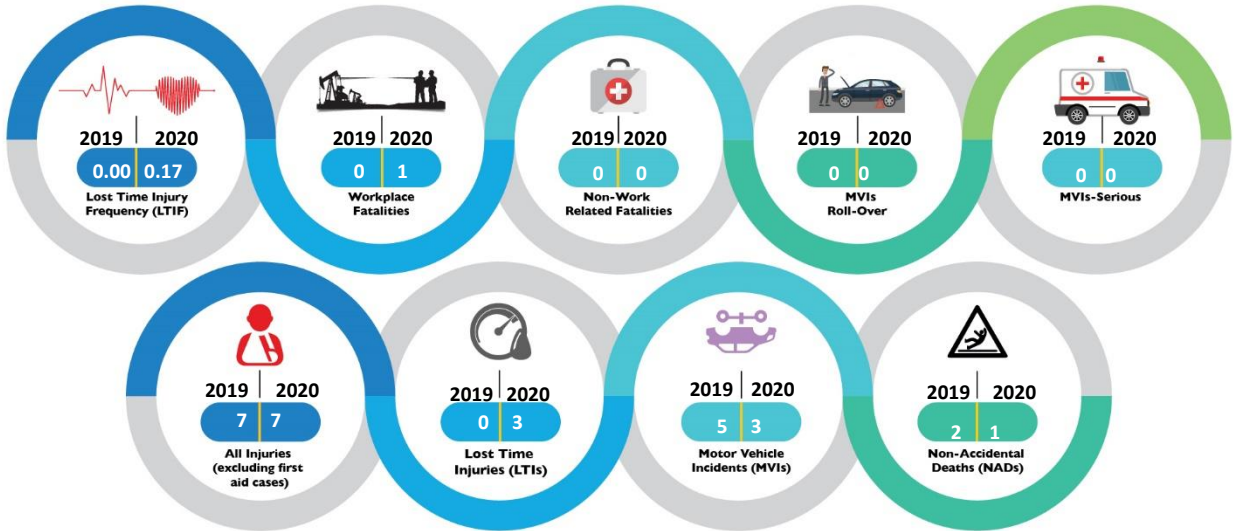 2019 2020
0.00 0.17
Lost Time Injury
Frequency (LTIF)
2019 2020
0 1
Workplace
Fatalities
2019 2020
0 0
Non-Work
Related Fatalities
2019 2020
0 0
MVIs
Roll-Over
2019 2020
0 0
MVIs-Serious
2019 2020
7 7
All Injuries
(excluding first
aid cases)
2019 2020
0 3
Lost Time
Injuries (LTIs)
2019 2020
5 3
Motor Vehicle
Incidents (MVIs)
2019 2020
2 1
Non-Accidental
Deaths (NADs)